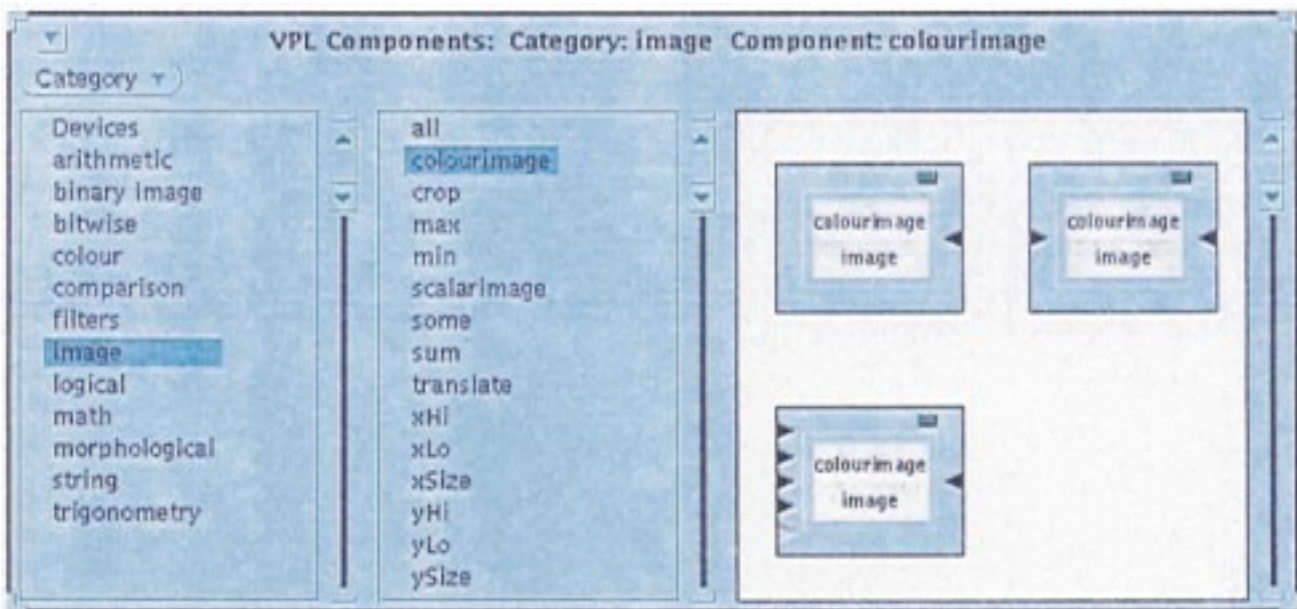 VPL Components: Category: image Component: colourimage
Category
Devices
arithmetic
binary image
bitwise
colour
comparison
filters
image
logical
math
morphological
string
trigonometry
all
colourimage
crop
max
min
scalarimage
some
sum
translate
xHi
xLo
xSize
yHi
yLo
ySize
colourimage
image
colourimage
image
colourimage
image